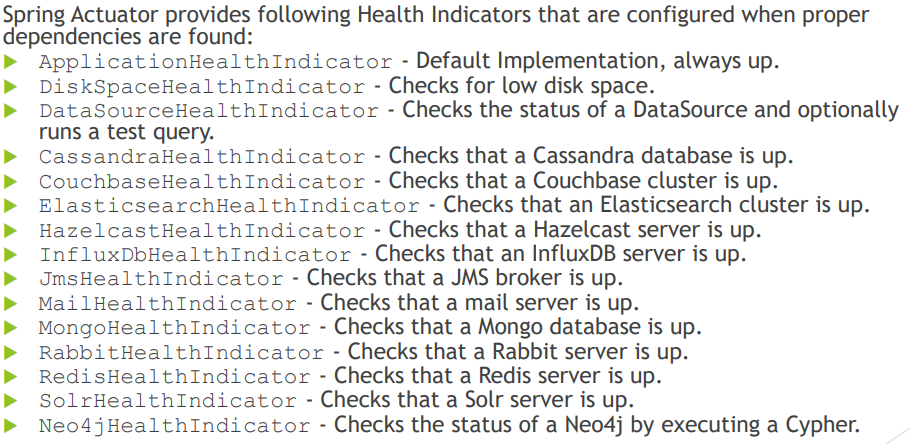 Spring Actuator provides following Health Indicators that are configured when proper
dependencies are found:
ApplicationHealthIndicator - Default Implementation, always up.
DiskSpaceHealthIndicator - Checks for low disk space.
DataSourceHealthIndicator - Checks the status of a DataSource and optionally
runs a test query.
CassandraHealthIndicator - Checks that a Cassandra database is up.
CouchbaseHealthIndicator - Checks that a Couchbase cluster is up.
ElasticsearchHealthIndicator - Checks that an Elasticsearch cluster is up.
HazelcastHealthIndicator - Checks that a Hazelcast server is up.
InfluxDbHealthIndicator - Checks that an InfluxDB server is up.
JmsHealthIndicator - Checks that a JMS broker is up.
MailHealthIndicator - Checks that a mail server is up.
MongoHealthIndicator - Checks that a Mongo database is up.
RabbitHealthIndicator - Checks that a Rabbit server is up.
RedisHealthIndicator - Checks that a Redis server is up.
SolrHealthIndicator - Checks that a Solr server is up.
Neo4jHealthIndicator - Checks the status of a Neo4j by executing a Cypher.